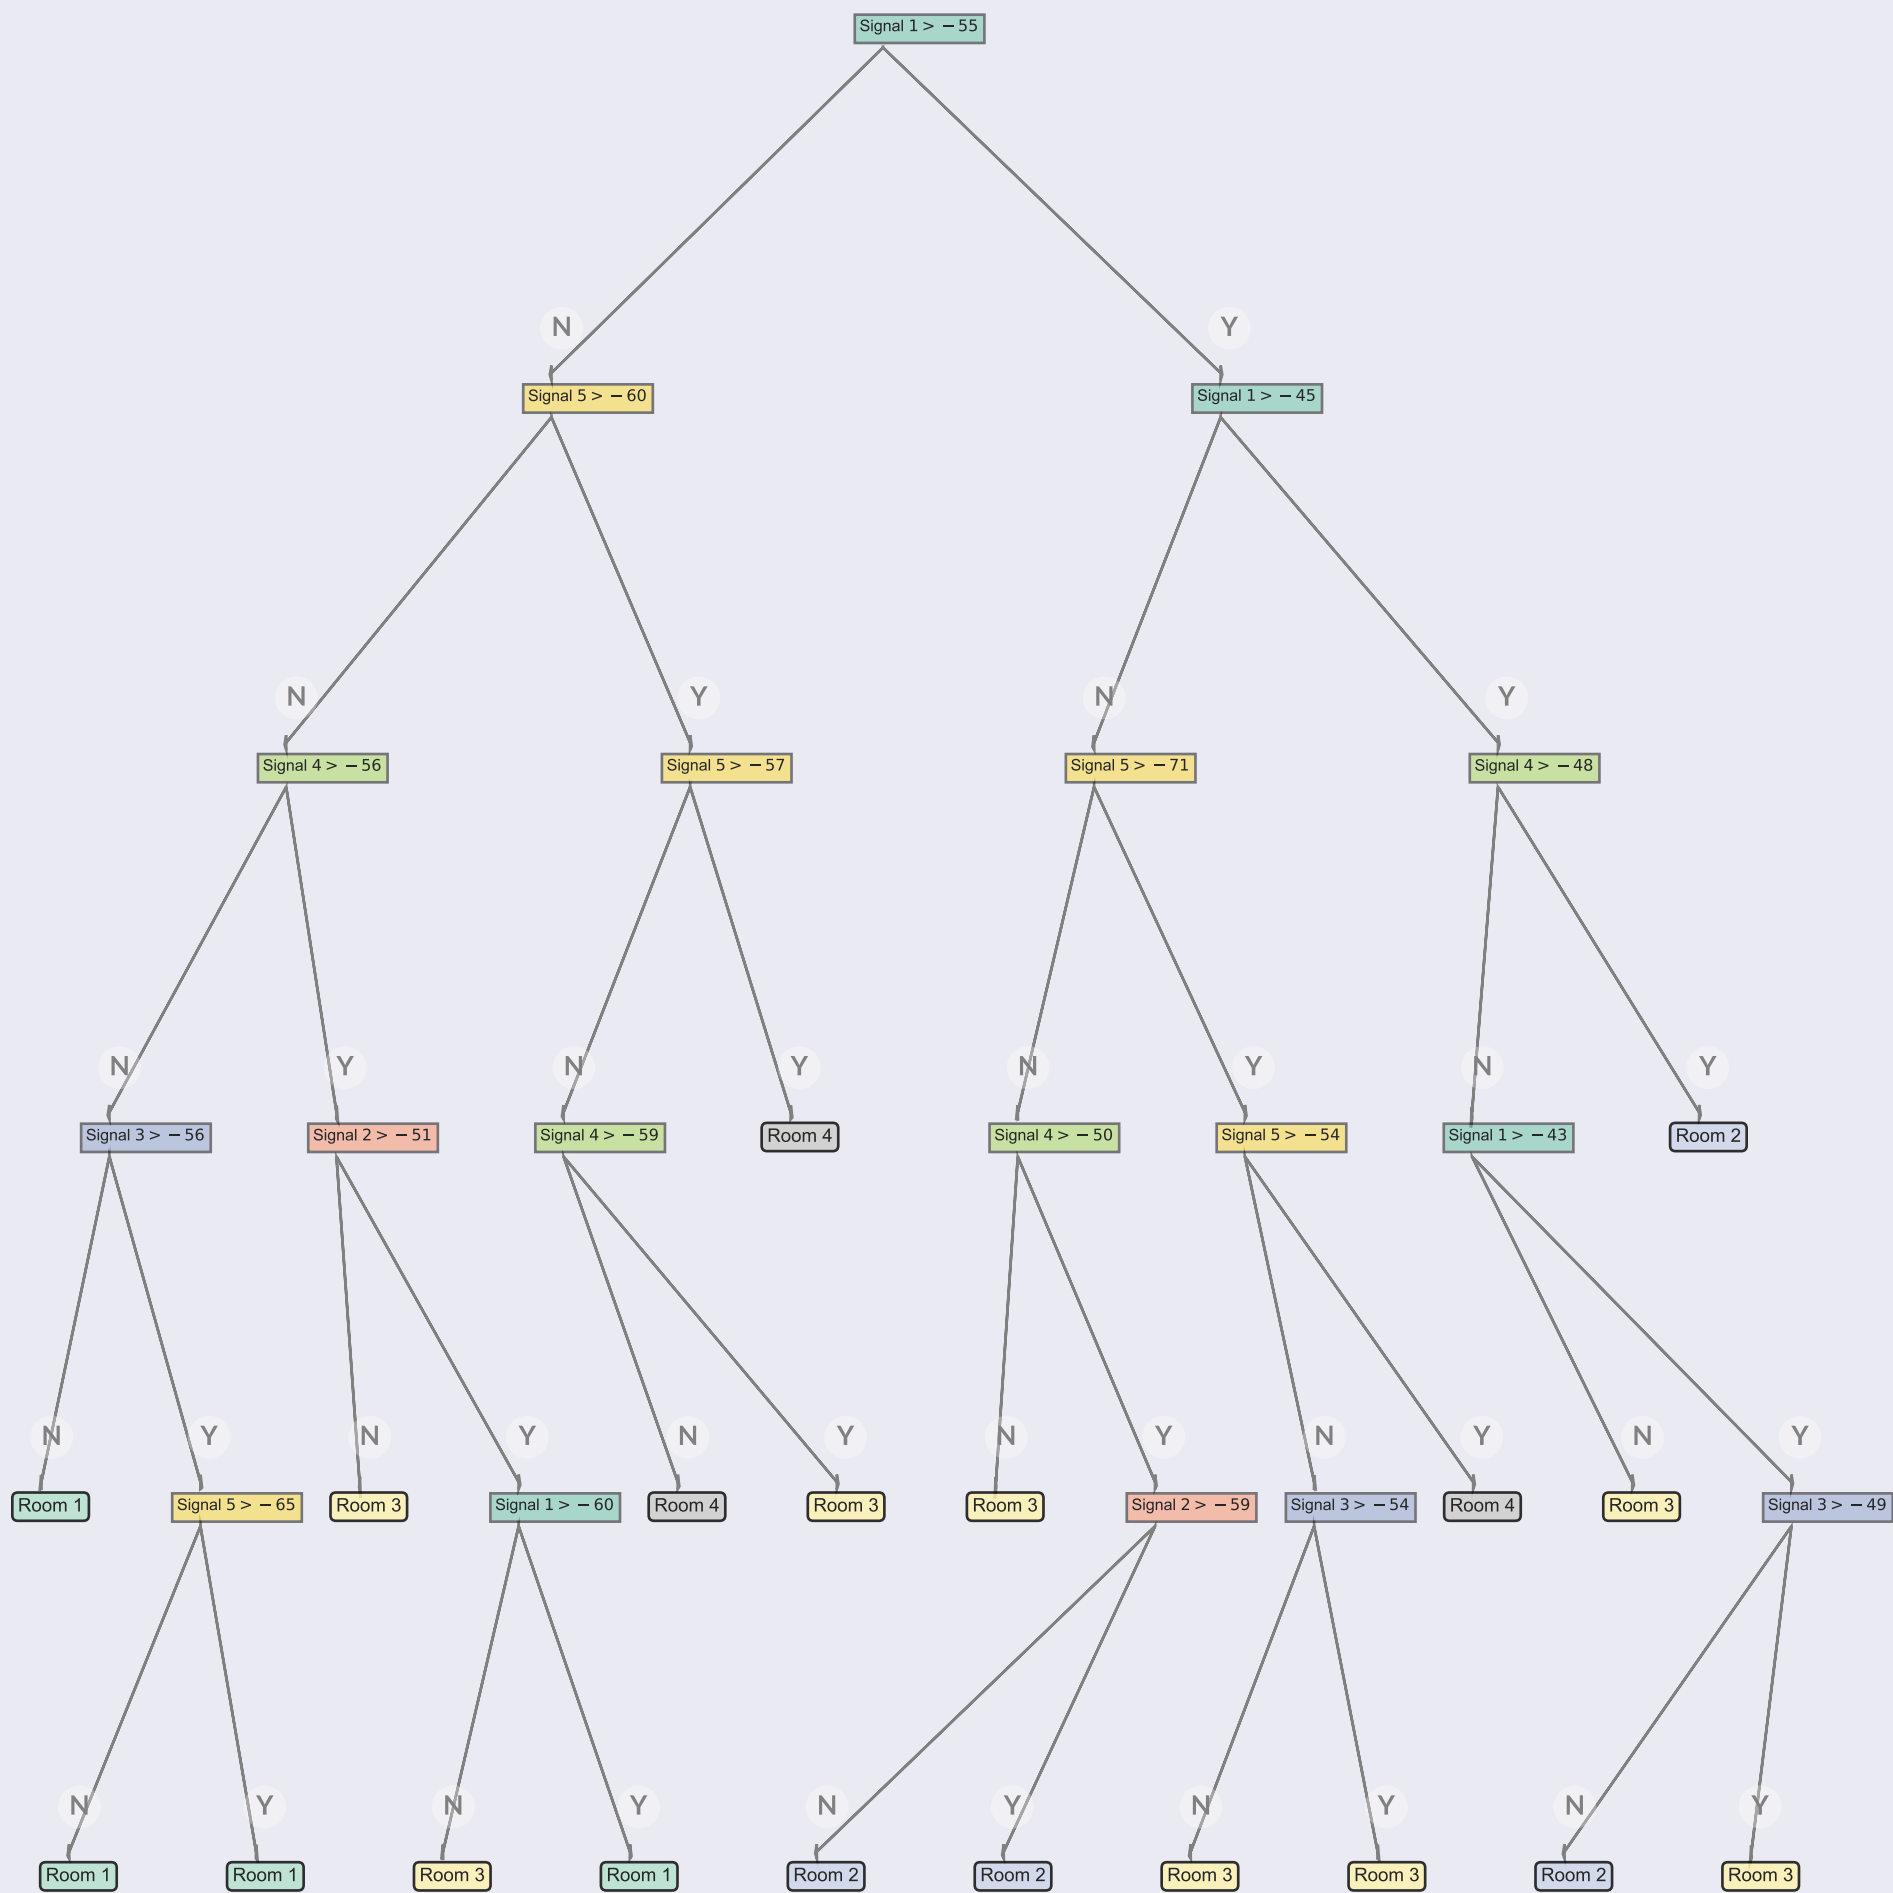 Signal 1 > −55
N
Y
Signal 5 > −60
Signal 1 > −45
N
Y
N
Y
Signal 4 > −56
Signal 5 > −57
Signal 5 > −71
Signal 4 > −48
N
Y
N
Y
N
Y
N
Y
Signal 3 > −56
Signal 2 > −51
Signal 4 > −59
Room 4
Signal 4 > −50
Signal 5 > −54
Signal 1 > −43
Room 2
N
Y
N
Y
N
Y
N
Y
N
Y
N
Y
Room 1
Signal 5 > −65
Room 3
Signal 1 > −60
Room 4
Room 3
Room 3
Signal 2 > −59
Signal 3 > −54
Room 4
Room 3
Signal 3 > −49
N
Y
N
Y
N
Y
N
Y
N
Y
Room 1
Room 1
Room 3
Room 1
Room 2
Room 2
Room 3
Room 3
Room 2
Room 3